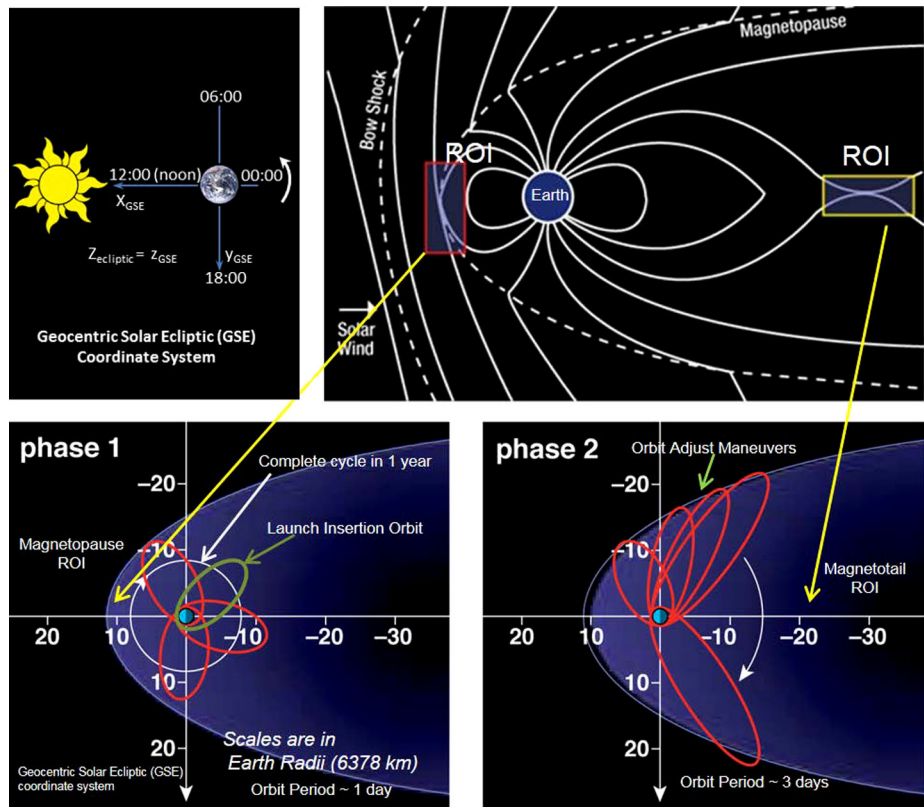 06:00
12:00 (noon)
00:00
XGSE
Zecliptic = zGSE
yGSE
18:00
Geocentric Solar Ecliptic (GSE)
Coordinate System
Magnetopause
Bow Shock
ROI
Earth
ROI
Solar
Wind
phase 1
Complete cycle in 1 year
Launch Insertion Orbit
Magnetopause
ROI
-20
-10
20
10
-10
-20
-30
10
20
Scales are in
Earth Radii (6378 km)
Geocentric Solar Ecliptic (GSE)
coordinate system
Orbit Period ~ 1 day
phase 2
Orbit Adjust Maneuvers
Magnetotail
ROI
-20
-10
20
10
-10
-20
-30
10
20
Orbit Period ~ 3 days